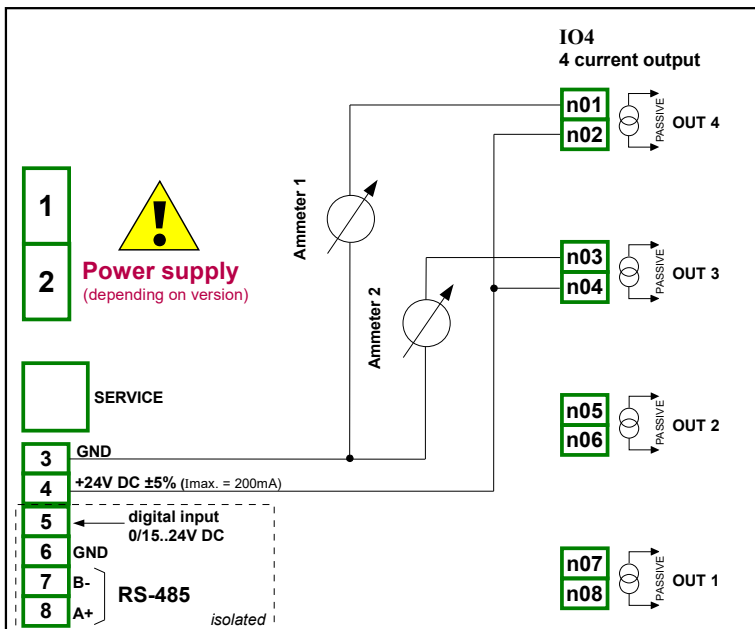 IO4
4 current output
n01
n02
PASSIVE
OUT 4
Ammeter 1
1
2
!
Power supply
(depending on version)
n03
n04
PASSIVE
OUT 3
Ammeter 2
SERVICE
n05
n06
PASSIVE
OUT 2
3
GND
4
+24V DC ±5% (Imax. = 200mA)
5
digital input
0/15..24V DC
6
GND
7
B-
8
A+
RS-485
isolated
n07
n08
PASSIVE
OUT 1